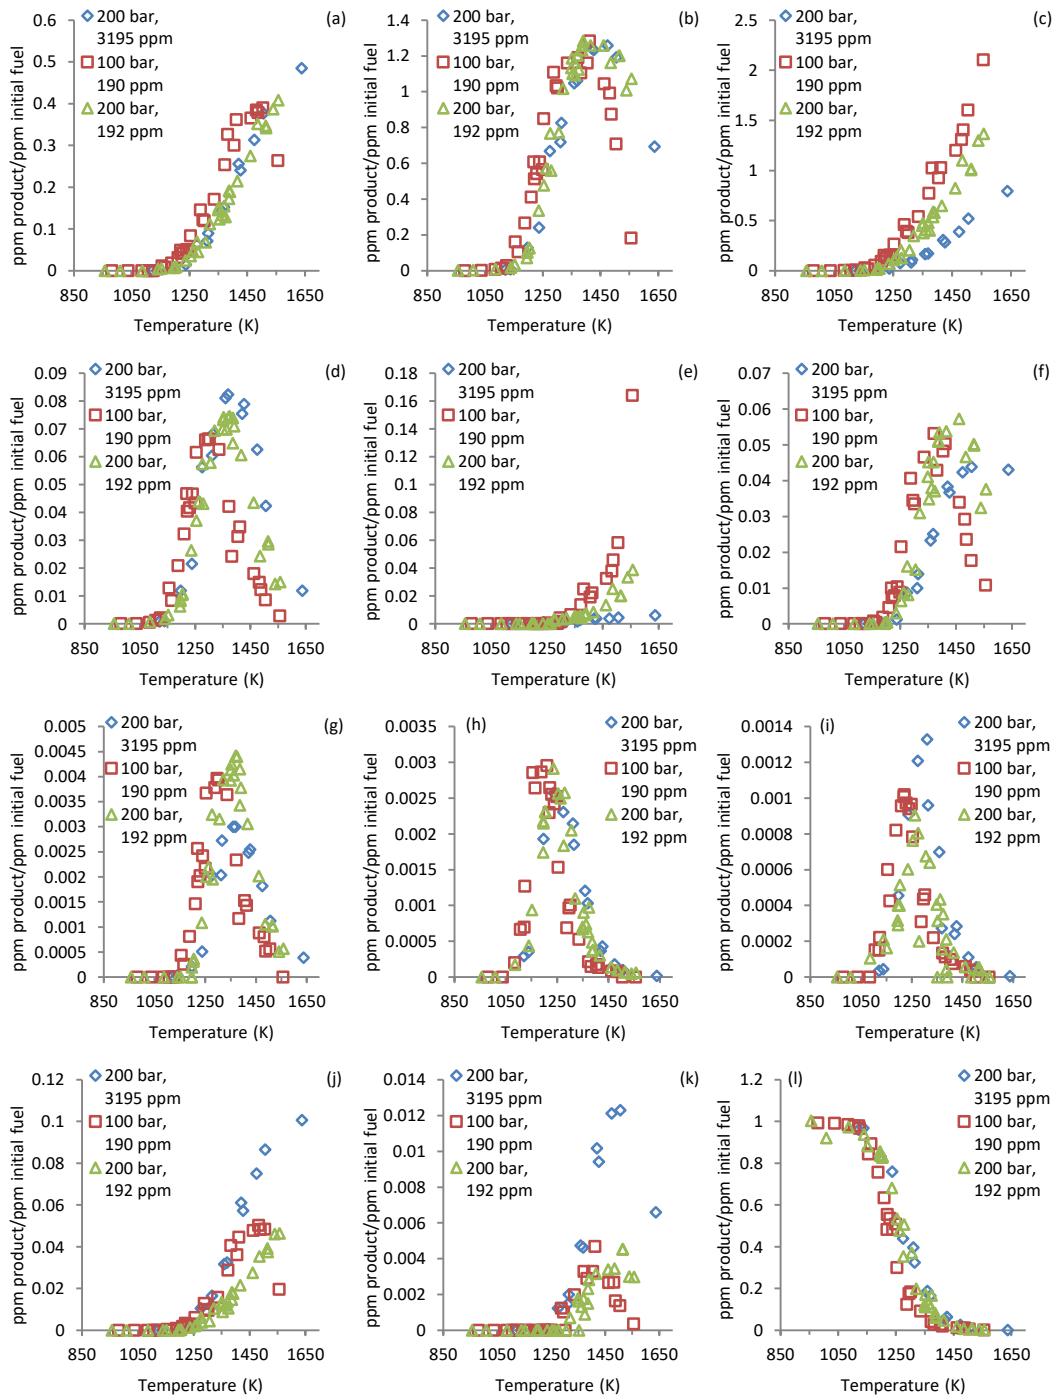 (a)
200 bar,
3195 ppm
100 bar,
190 ppm
200 bar,
192 ppm
0.6
0.5
0.4
0.3
0.2
0.1
0
850 1050 1250 1450 1650
ppm product/ppm initial fuel
Temperature (K)
(b)
200 bar,
3195 ppm
100 bar,
190 ppm
200 bar,
192 ppm
1.4
1.2
1
0.8
0.6
0.4
0.2
0
850 1050 1250 1450 1650
ppm product/ppm initial fuel
Temperature (K)
(c)
200 bar,
3195 ppm
100 bar,
190 ppm
200 bar,
192 ppm
2.5
2
1.5
1
0.5
0
850 1050 1250 1450 1650
ppm product/ppm initial fuel
Temperature (K)
(d)
200 bar,
3195 ppm
100 bar,
190 ppm
200 bar,
192 ppm
0.09
0.08
0.07
0.06
0.05
0.04
0.03
0.02
0.01
0
850 1050 1250 1450 1650
ppm product/ppm initial fuel
Temperature (K)
(e)
200 bar,
3195 ppm
100 bar,
190 ppm
200 bar,
192 ppm
0.18
0.16
0.14
0.12
0.1
0.08
0.06
0.04
0.02
0
850 1050 1250 1450 1650
ppm product/ppm initial fuel
Temperature (K)
(f)
200 bar,
3195 ppm
100 bar,
190 ppm
200 bar,
192 ppm
0.07
0.06
0.05
0.04
0.03
0.02
0.01
0
850 1050 1250 1450 1650
ppm product/ppm initial fuel
Temperature (K)
(g)
200 bar,
3195 ppm
100 bar,
190 ppm
200 bar,
192 ppm
0.005
0.0045
0.004
0.0035
0.003
0.0025
0.002
0.0015
0.001
0.0005
0
850 1050 1250 1450 1650
ppm product/ppm initial fuel
Temperature (K)
(h)
200 bar,
3195 ppm
100 bar,
190 ppm
200 bar,
192 ppm
0.0035
0.003
0.0025
0.002
0.0015
0.001
0.0005
0
850 1050 1250 1450 1650
ppm product/ppm initial fuel
Temperature (K)
(i)
200 bar,
3195 ppm
100 bar,
190 ppm
200 bar,
192 ppm
0.0014
0.0012
0.001
0.0008
0.0006
0.0004
0.0002
0
850 1050 1250 1450 1650
ppm product/ppm initial fuel
Temperature (K)
(j)
200 bar,
3195 ppm
100 bar,
190 ppm
200 bar,
192 ppm
0.12
0.1
0.08
0.06
0.04
0.02
0
850 1050 1250 1450 1650
ppm product/ppm initial fuel
Temperature (K)
(k)
200 bar,
3195 ppm
100 bar,
190 ppm
200 bar,
192 ppm
0.014
0.012
0.01
0.008
0.006
0.004
0.002
0
850 1050 1250 1450 1650
ppm product/ppm initial fuel
Temperature (K)
(l)
200 bar,
3195 ppm
100 bar,
190 ppm
200 bar,
192 ppm
1.2
1
0.8
0.6
0.4
0.2
0
850 1050 1250 1450 1650
ppm product/ppm initial fuel
Temperature (K)